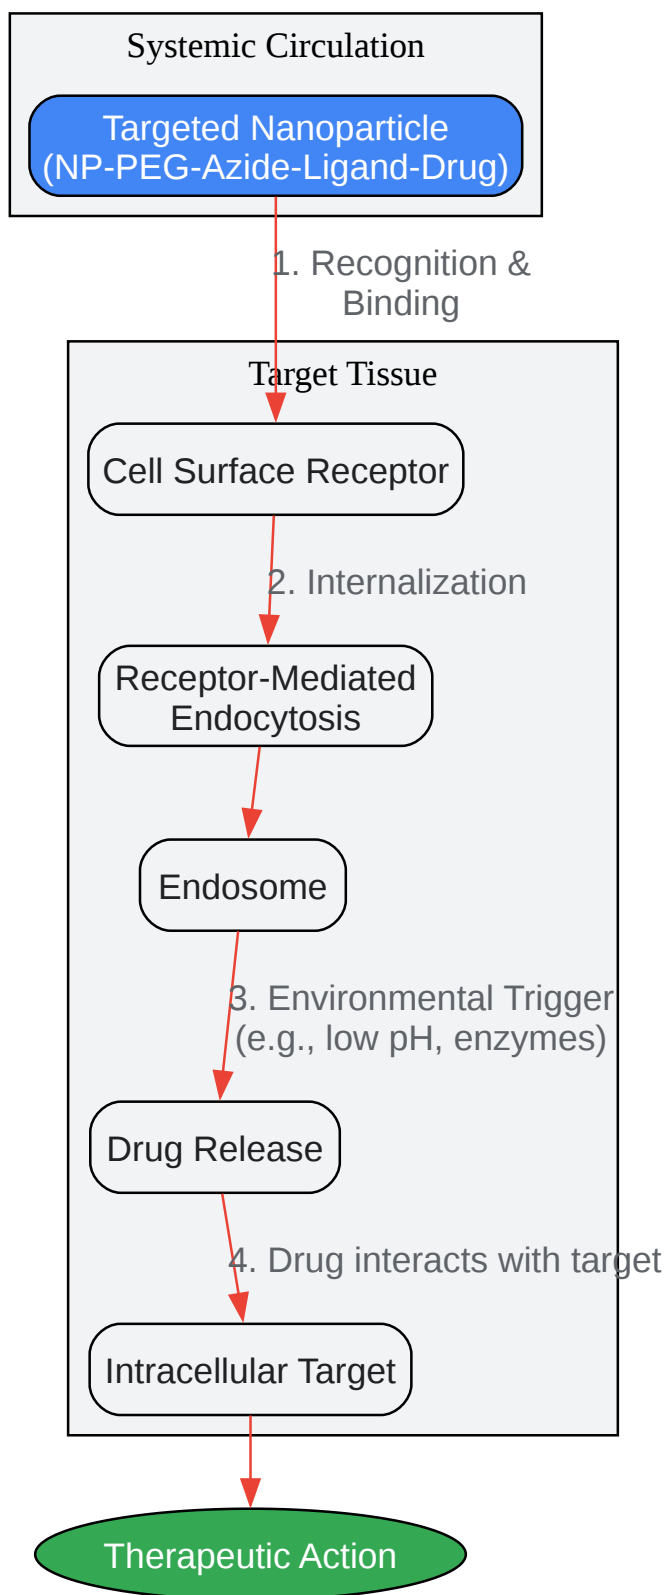 Systemic Circulation
Targeted Nanoparticle
(NP-PEG-Azide-Ligand-Drug)
1. Recognition &
Binding
Target Tissue
Cell Surface Receptor
2. Internalization
Receptor-Mediated
Endocytosis
Endosome
3. Environmental Trigger
(e.g., low pH, enzymes)
Drug Release
4. Drug interacts with target
Intracellular Target
Therapeutic Action